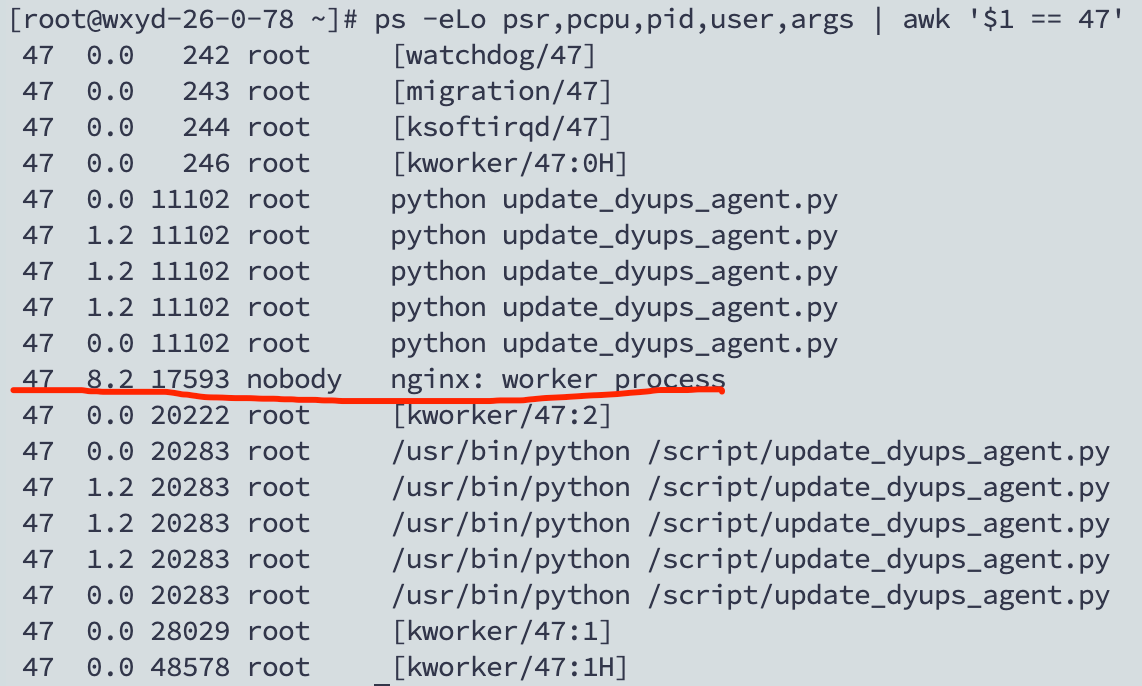 [root@wxyd-26-0-78 ~]# ps -eLo psr,pcpu,pid,user,args | awk '$1 == 47'
47 0.0 242 root [watchdog/47]
47 0.0 243 root [migration/47]
47 0.0 244 root [ksoftirqd/47]
47 0.0 246 root [kworker/47:0H]
47 0.0 11102 root python update_dyups_agent.py
47 1.2 11102 root python update_dyups_agent.py
47 1.2 11102 root python update_dyups_agent.py
47 1.2 11102 root python update_dyups_agent.py
47 0.0 11102 root python update_dyups_agent.py
47 8.2 17593 nobody nginx: worker process
47 0.0 20222 root [kworker/47:2]
47 0.0 20283 root /usr/bin/python /script/update_dyups_agent.py
47 1.2 20283 root /usr/bin/python /script/update_dyups_agent.py
47 1.2 20283 root /usr/bin/python /script/update_dyups_agent.py
47 1.2 20283 root /usr/bin/python /script/update_dyups_agent.py
47 0.0 20283 root /usr/bin/python /script/update_dyups_agent.py
47 0.0 28029 root [kworker/47:1]
47 0.0 48578 root [kworker/47:1H]